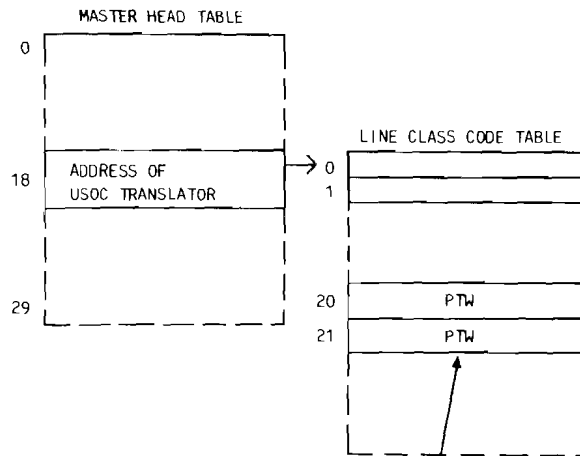 MASTER HEAD TABLE
0
18
ADDRESS OF
USOC TRANSLATOR
29
LINE CLASS CODE TABLE
0
1
20
PTW
21
PTW